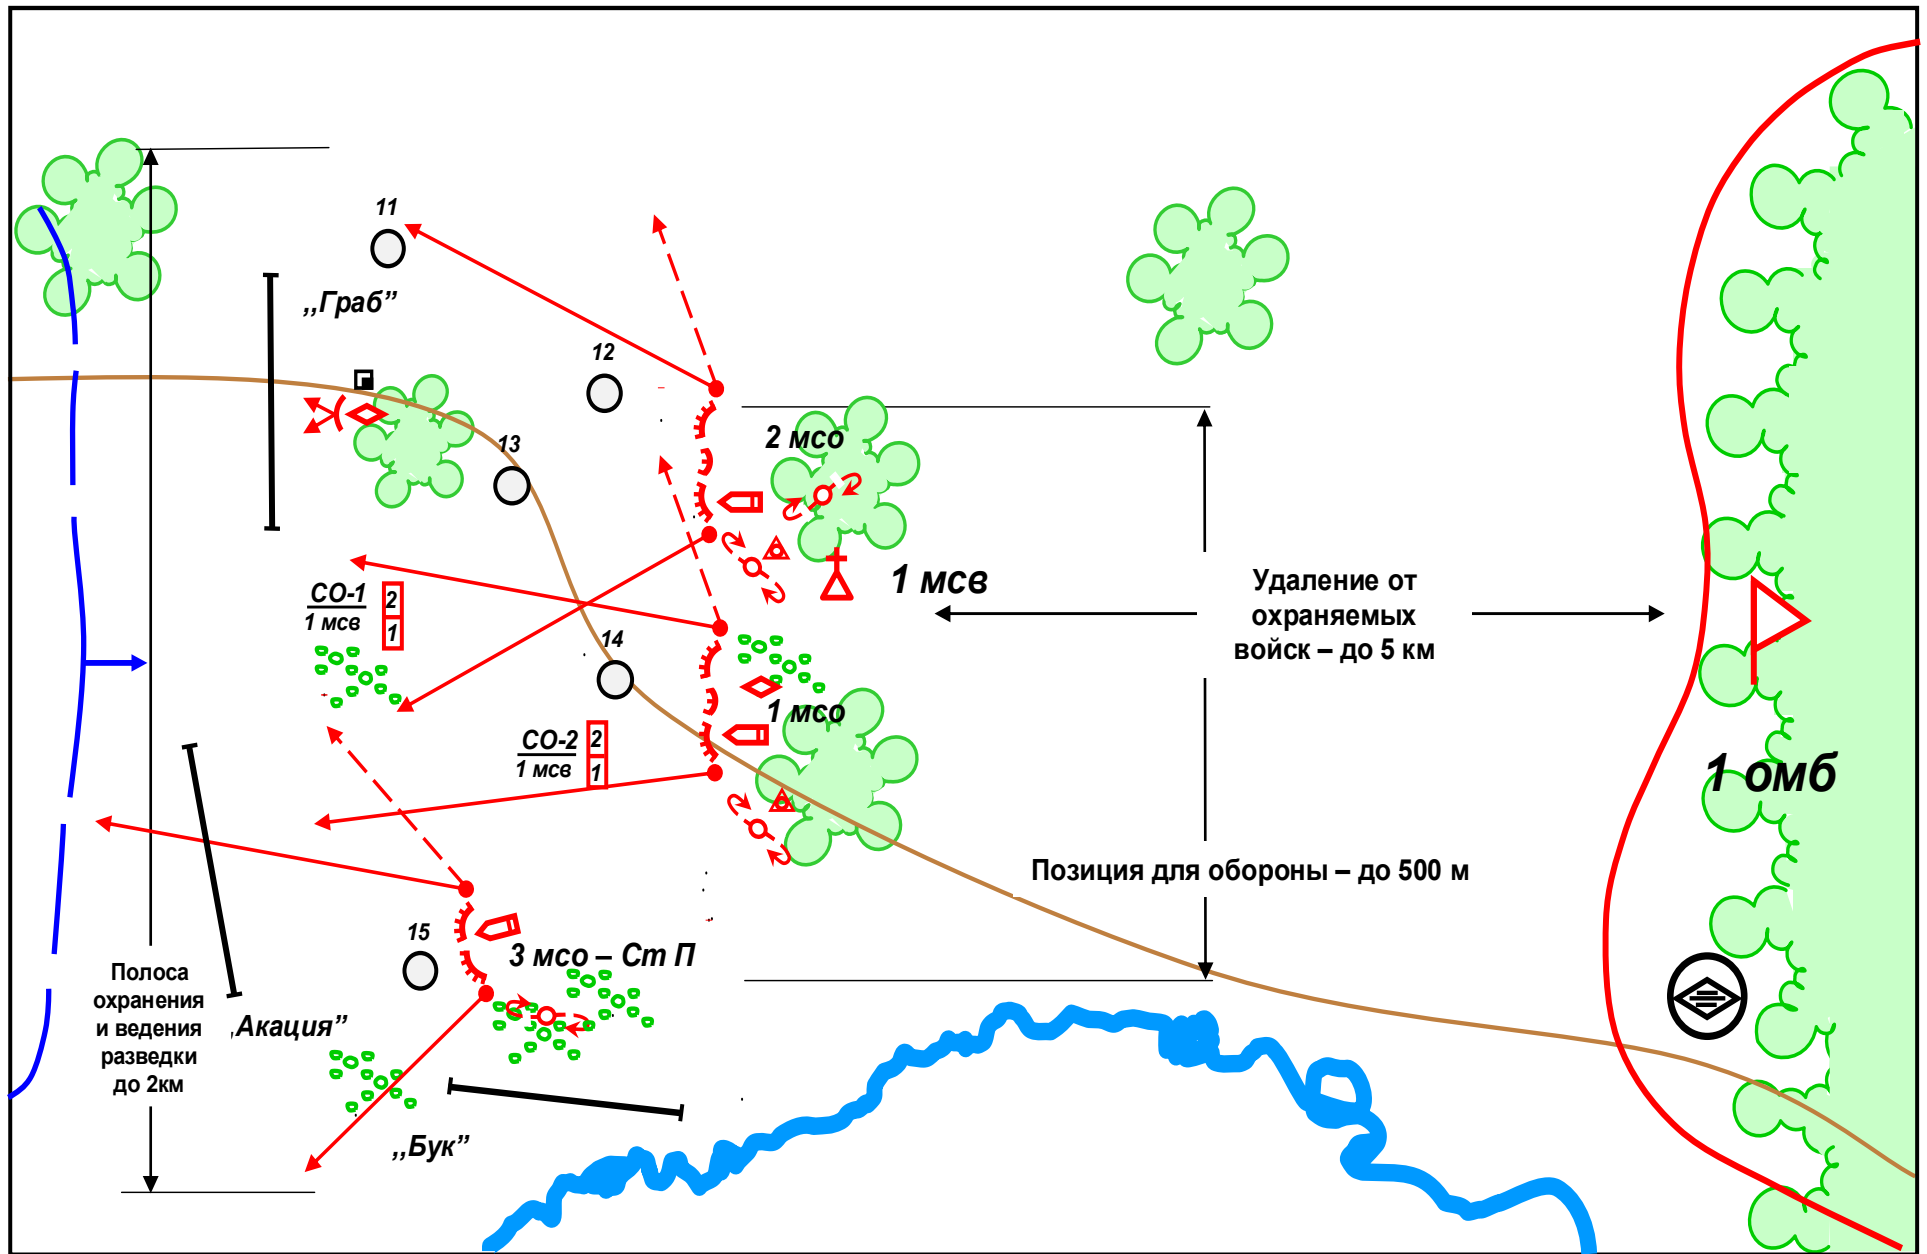 11
,,Граб”
12
13
2 мсо
1 мсв
СО-1
1 мсв
2
1
Удаление от
охраняемых
войск – до 5 км
14
1 мсо
СО-2
1 мсв
2
1
1 омб
Позиция для обороны – до 500 м
15
3 мсо – Ст П
Полоса
охранения
и ведения
разведки
до 2км
,Акация”
,,Бук”